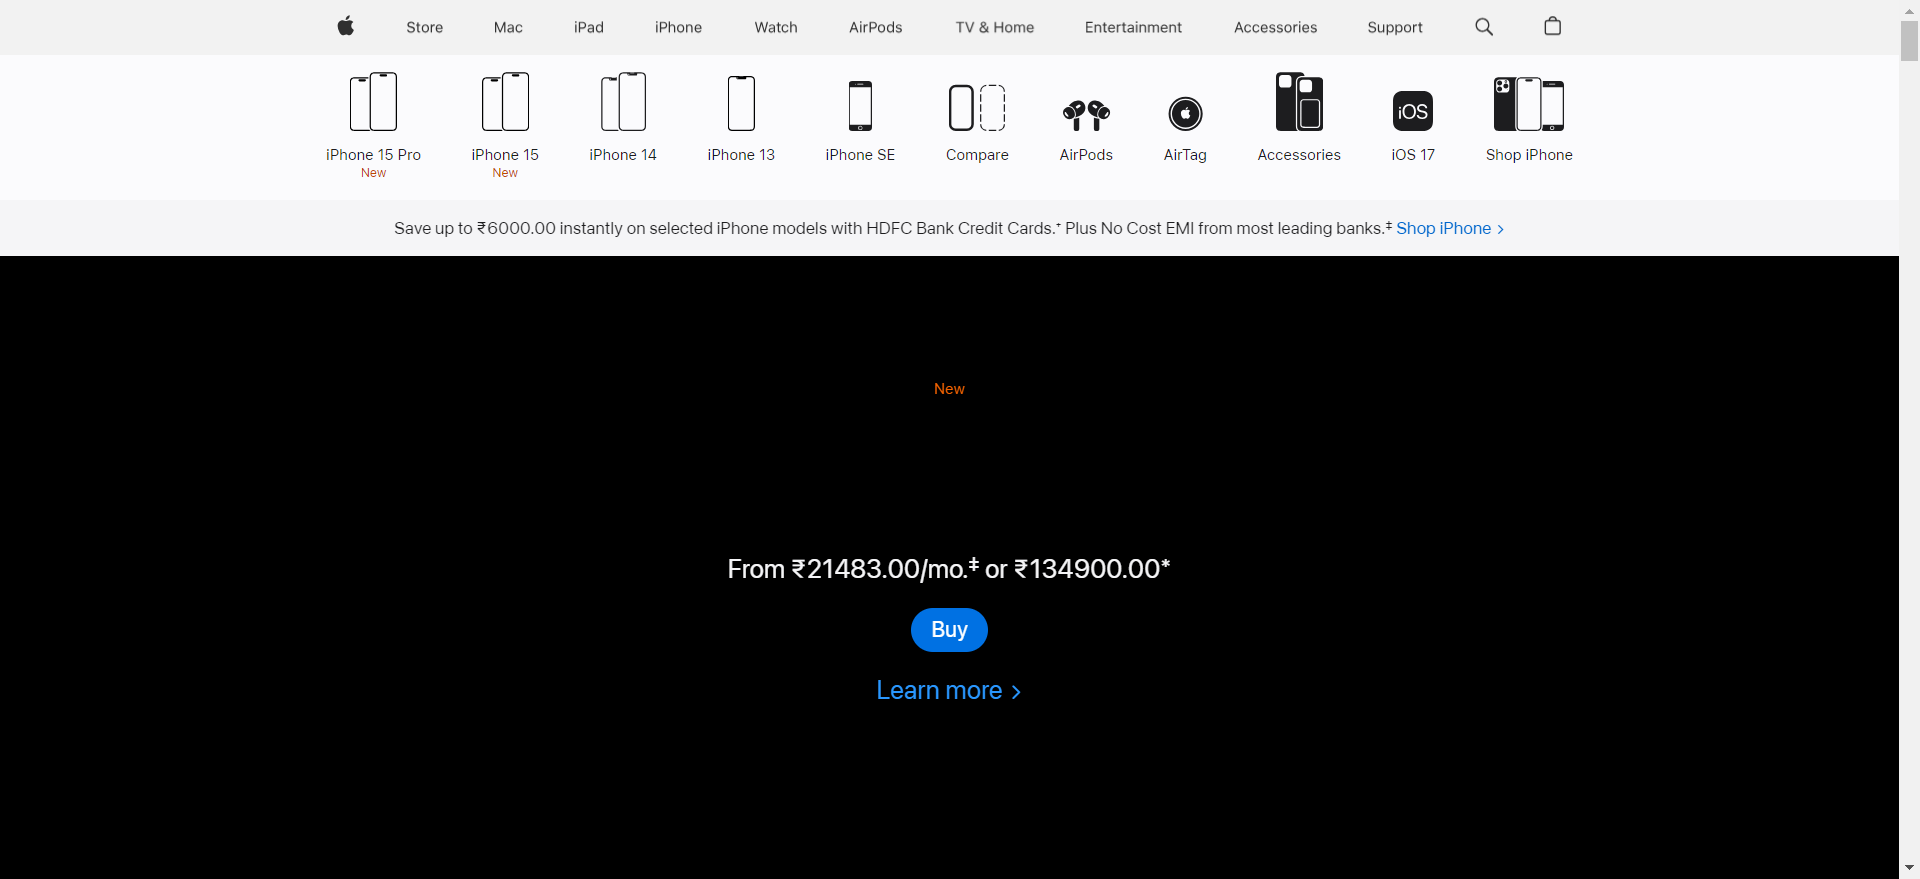 Store Mac iPad iPhone Watch AirPods TV & Home Entertainment Accessories Support
iOS
iPhone 15 Pro iPhone 15 iPhone 14 iPhone 13 iPhone SE Compare AirPods AirTag Accessories iOS 17 Shop iPhone
New New
Save up to ₹6000.00 instantly on selected iPhone models with HDFC Bank Credit Cards.⁺ Plus No Cost EMI from most leading banks.‡ Shop iPhone >
New
From ₹21483.00/mo.‡ or ₹134900.00*
Buy
Learn more >